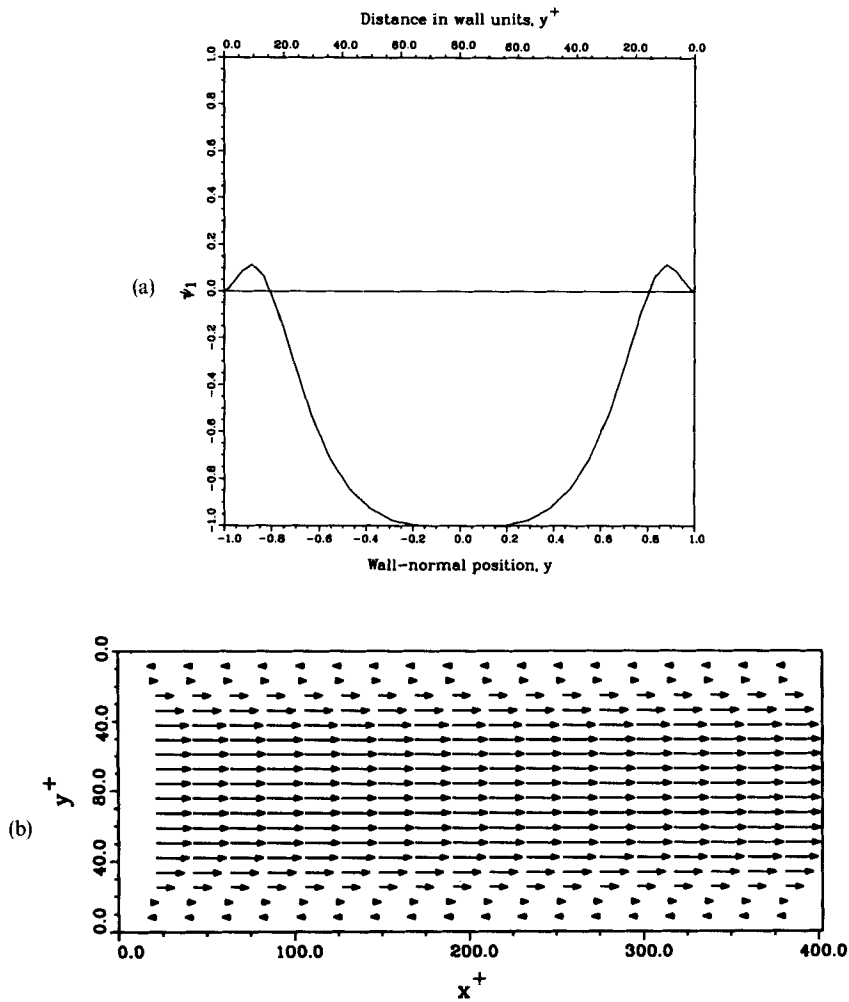 Distance in wall units, y+
0.0 20.0 40.0 60.0 80.0 80.0 60.0 40.0 20.0 0.0
(a)
ψ1
1.0
0.8
0.6
0.4
0.2
0.0
-0.2
-0.4
-0.6
-0.8
-1.0
-1.0 -0.8 -0.6 -0.4 -0.2 0.0 0.2 0.4 0.6 0.8 1.0
Wall-normal position, y
(b)
y+
0.0
40.0
80.0
40.0
0.0
0.0 100.0 200.0 300.0 400.0
x+